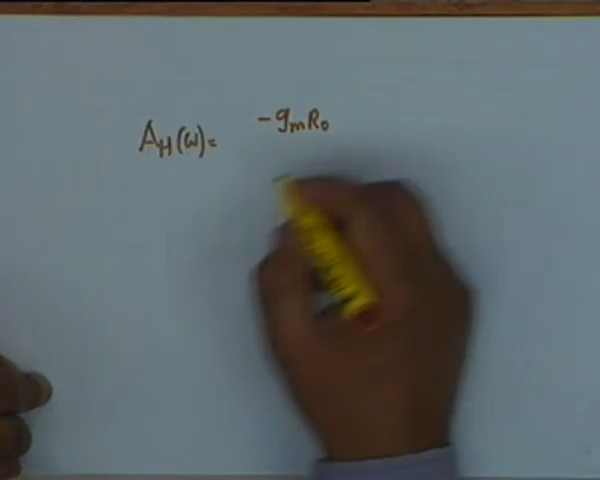 A_H(ω) = -g_m R_o